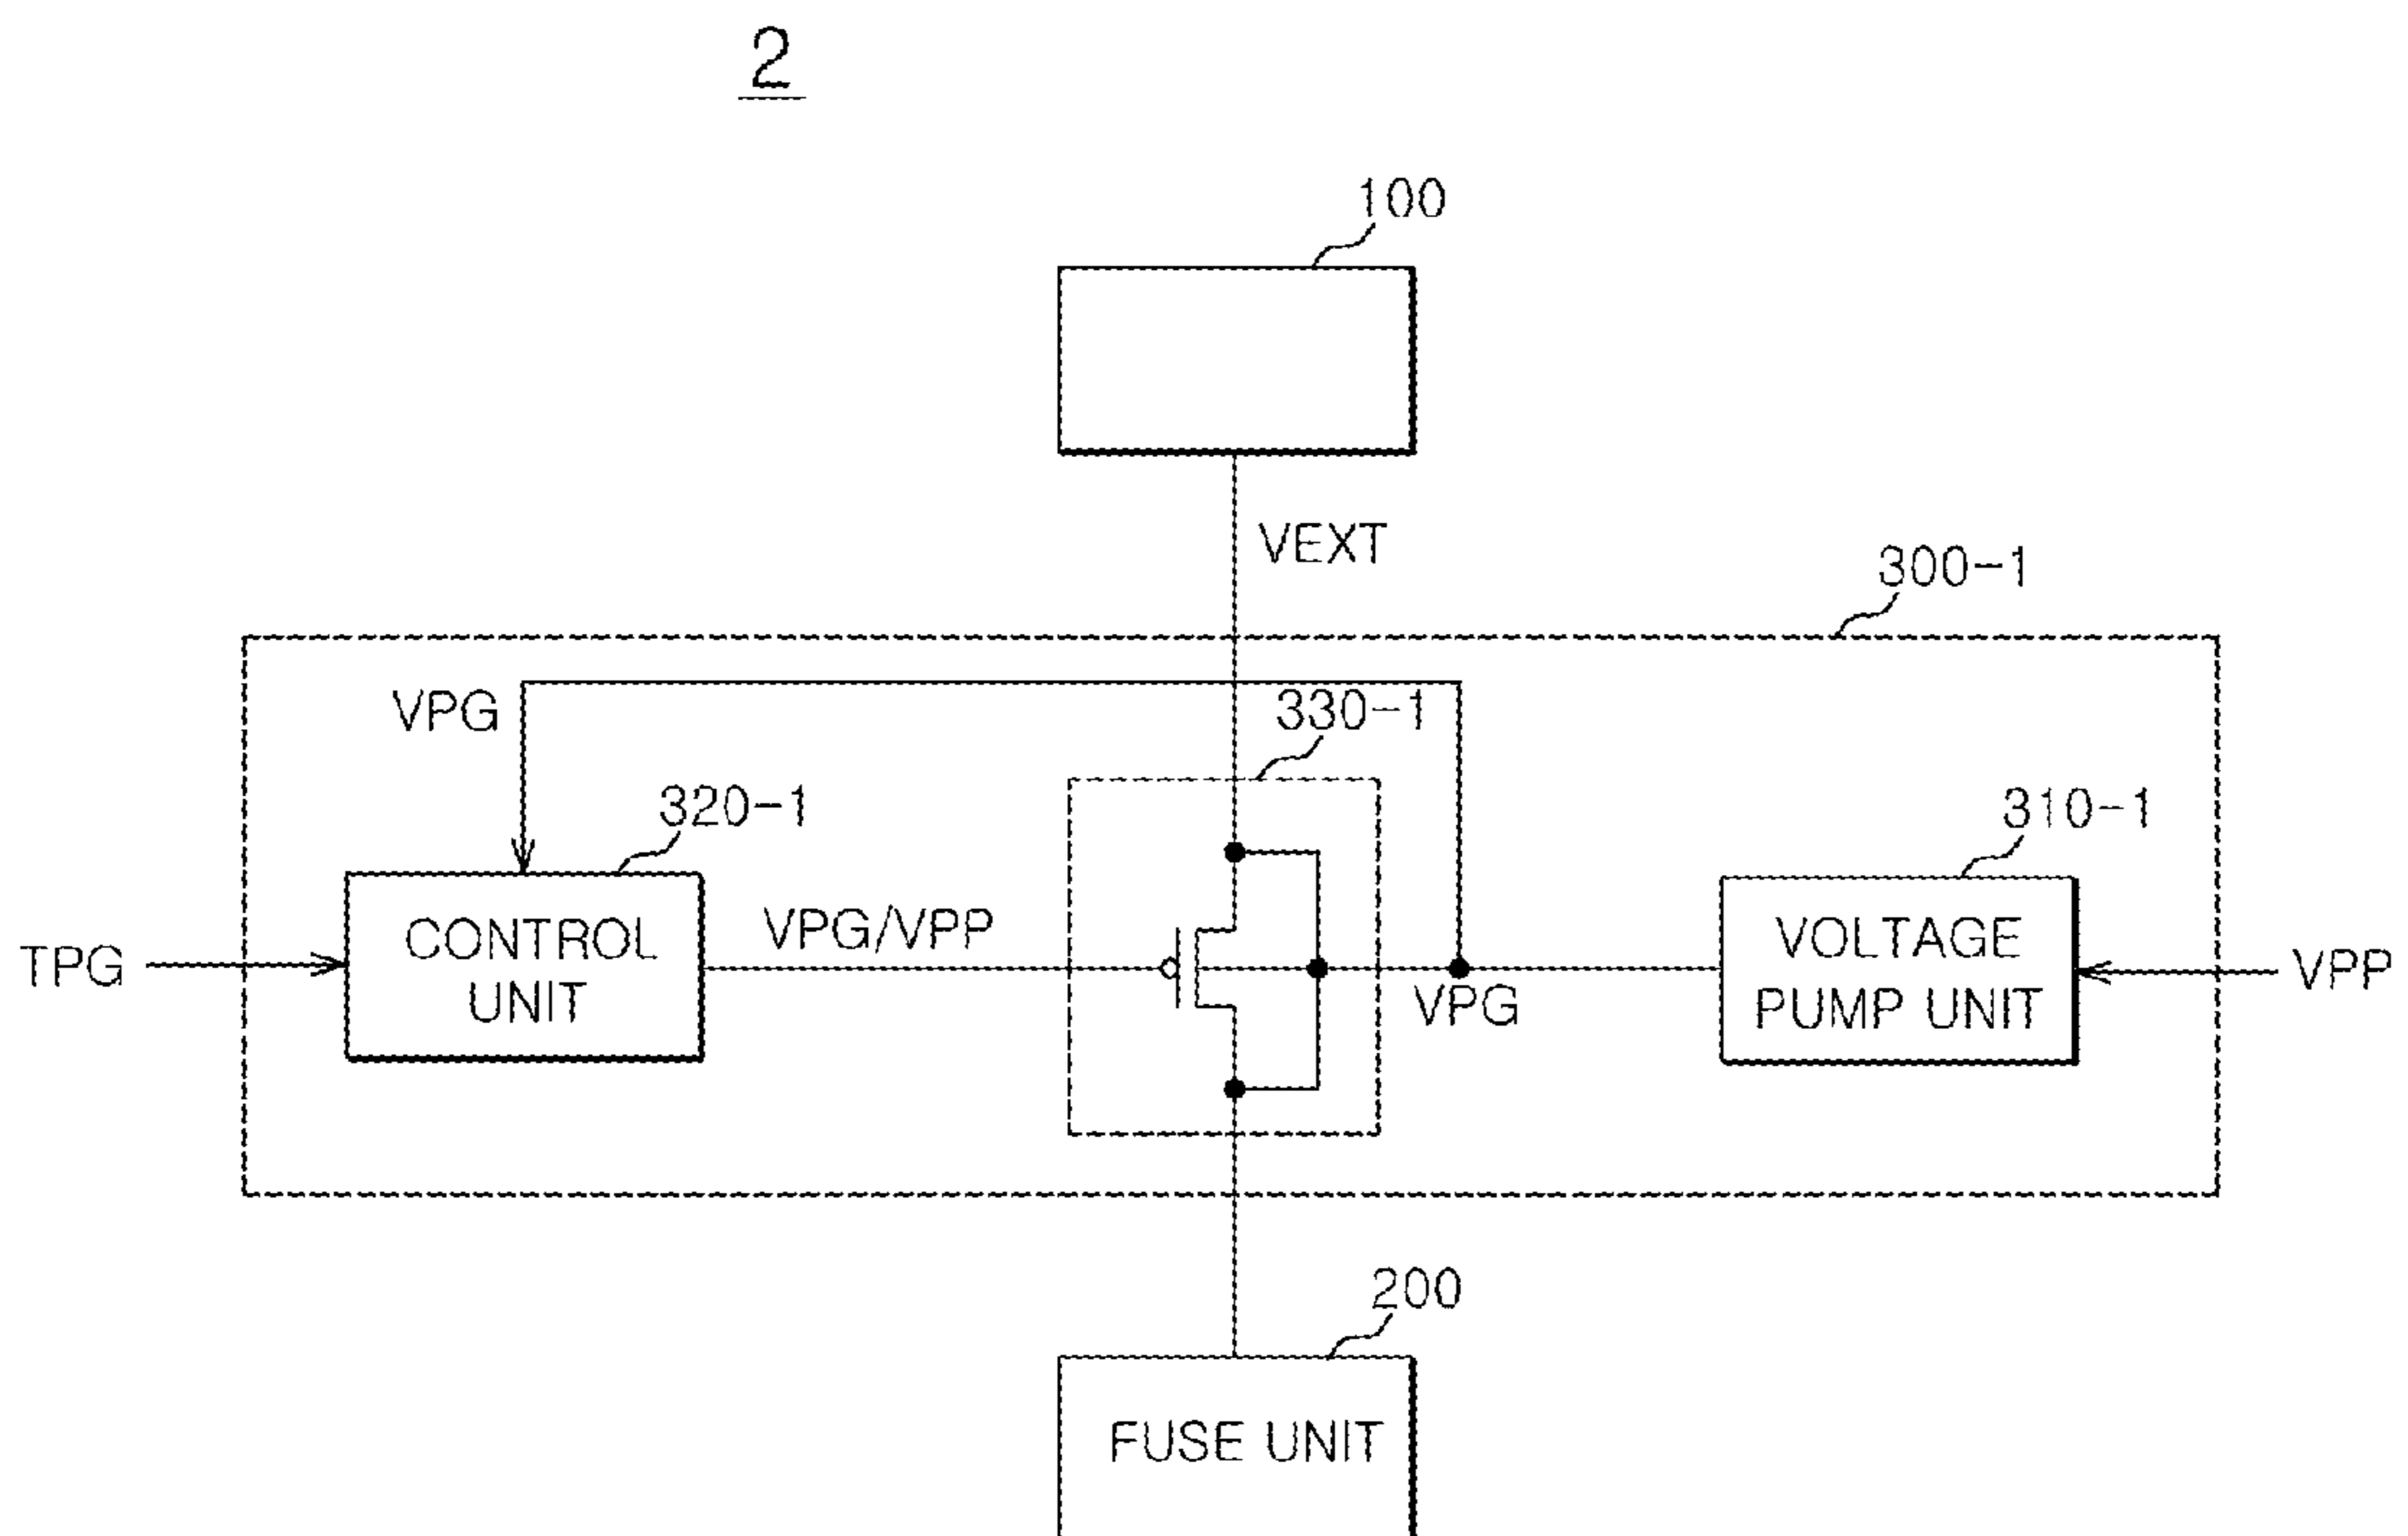 2
100
VEXT
300-1
VPG
330-1
320-1
310-1
CONTROL
UNIT
VPG/VPP
VOLTAGE
PUMP UNIT
TPG
VPG
VPP
200
FUSE UNIT